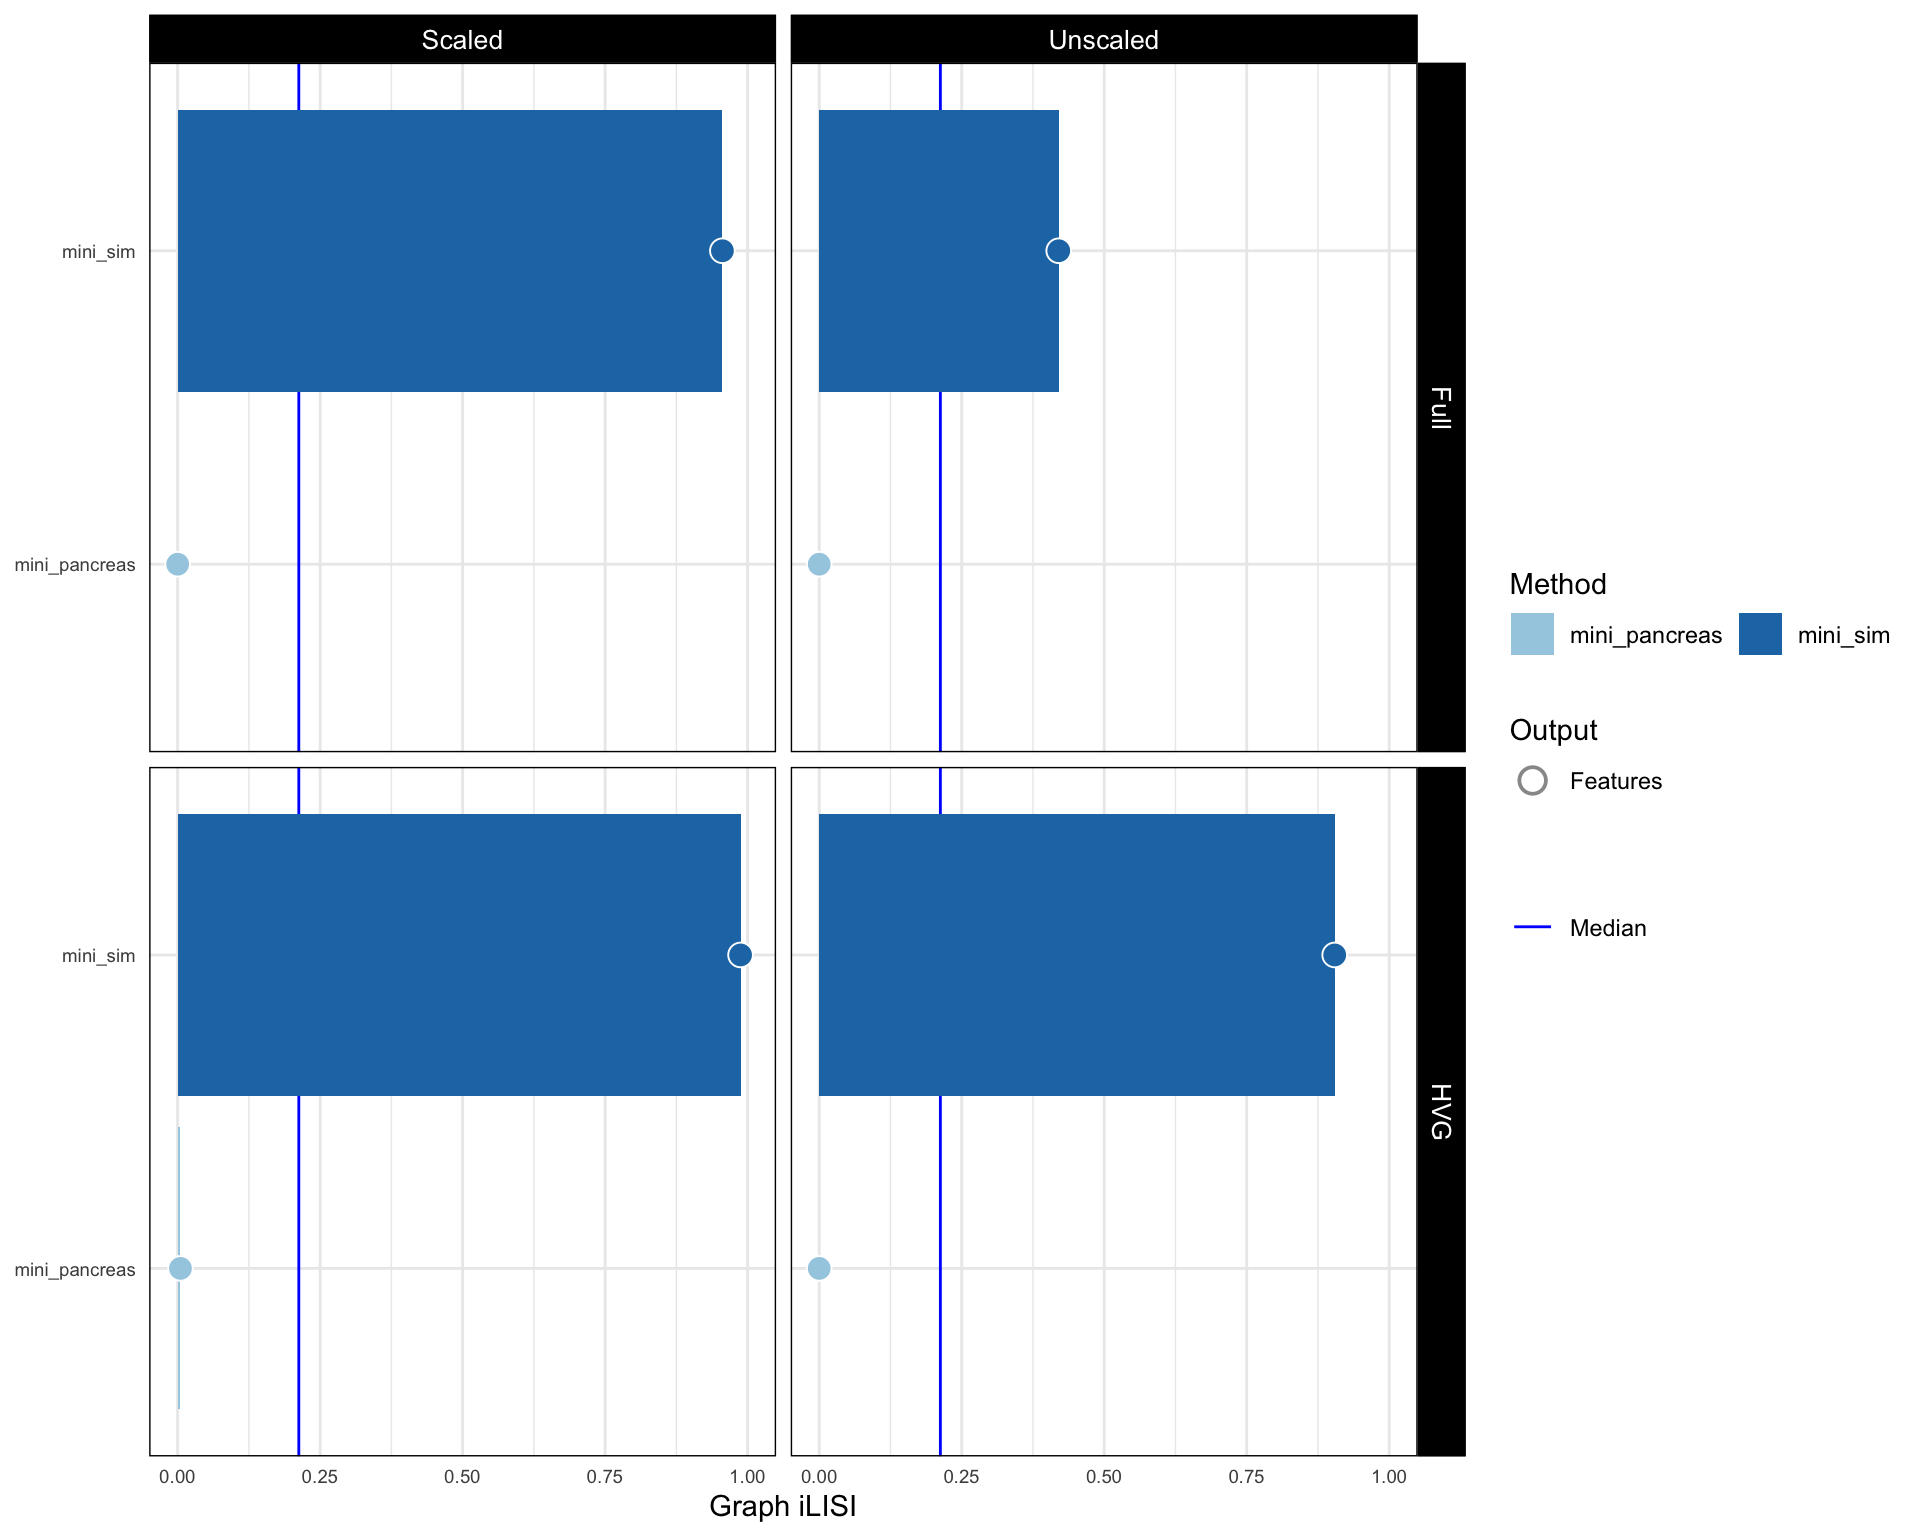 Scaled
Unscaled
mini_sim
mini_pancreas
Full
mini_sim
mini_pancreas
HVG
0.00 0.25 0.50 0.75 1.00
0.00 0.25 0.50 0.75 1.00
Graph iLISI
Method
mini_pancreas
mini_sim
Output
Features
Median